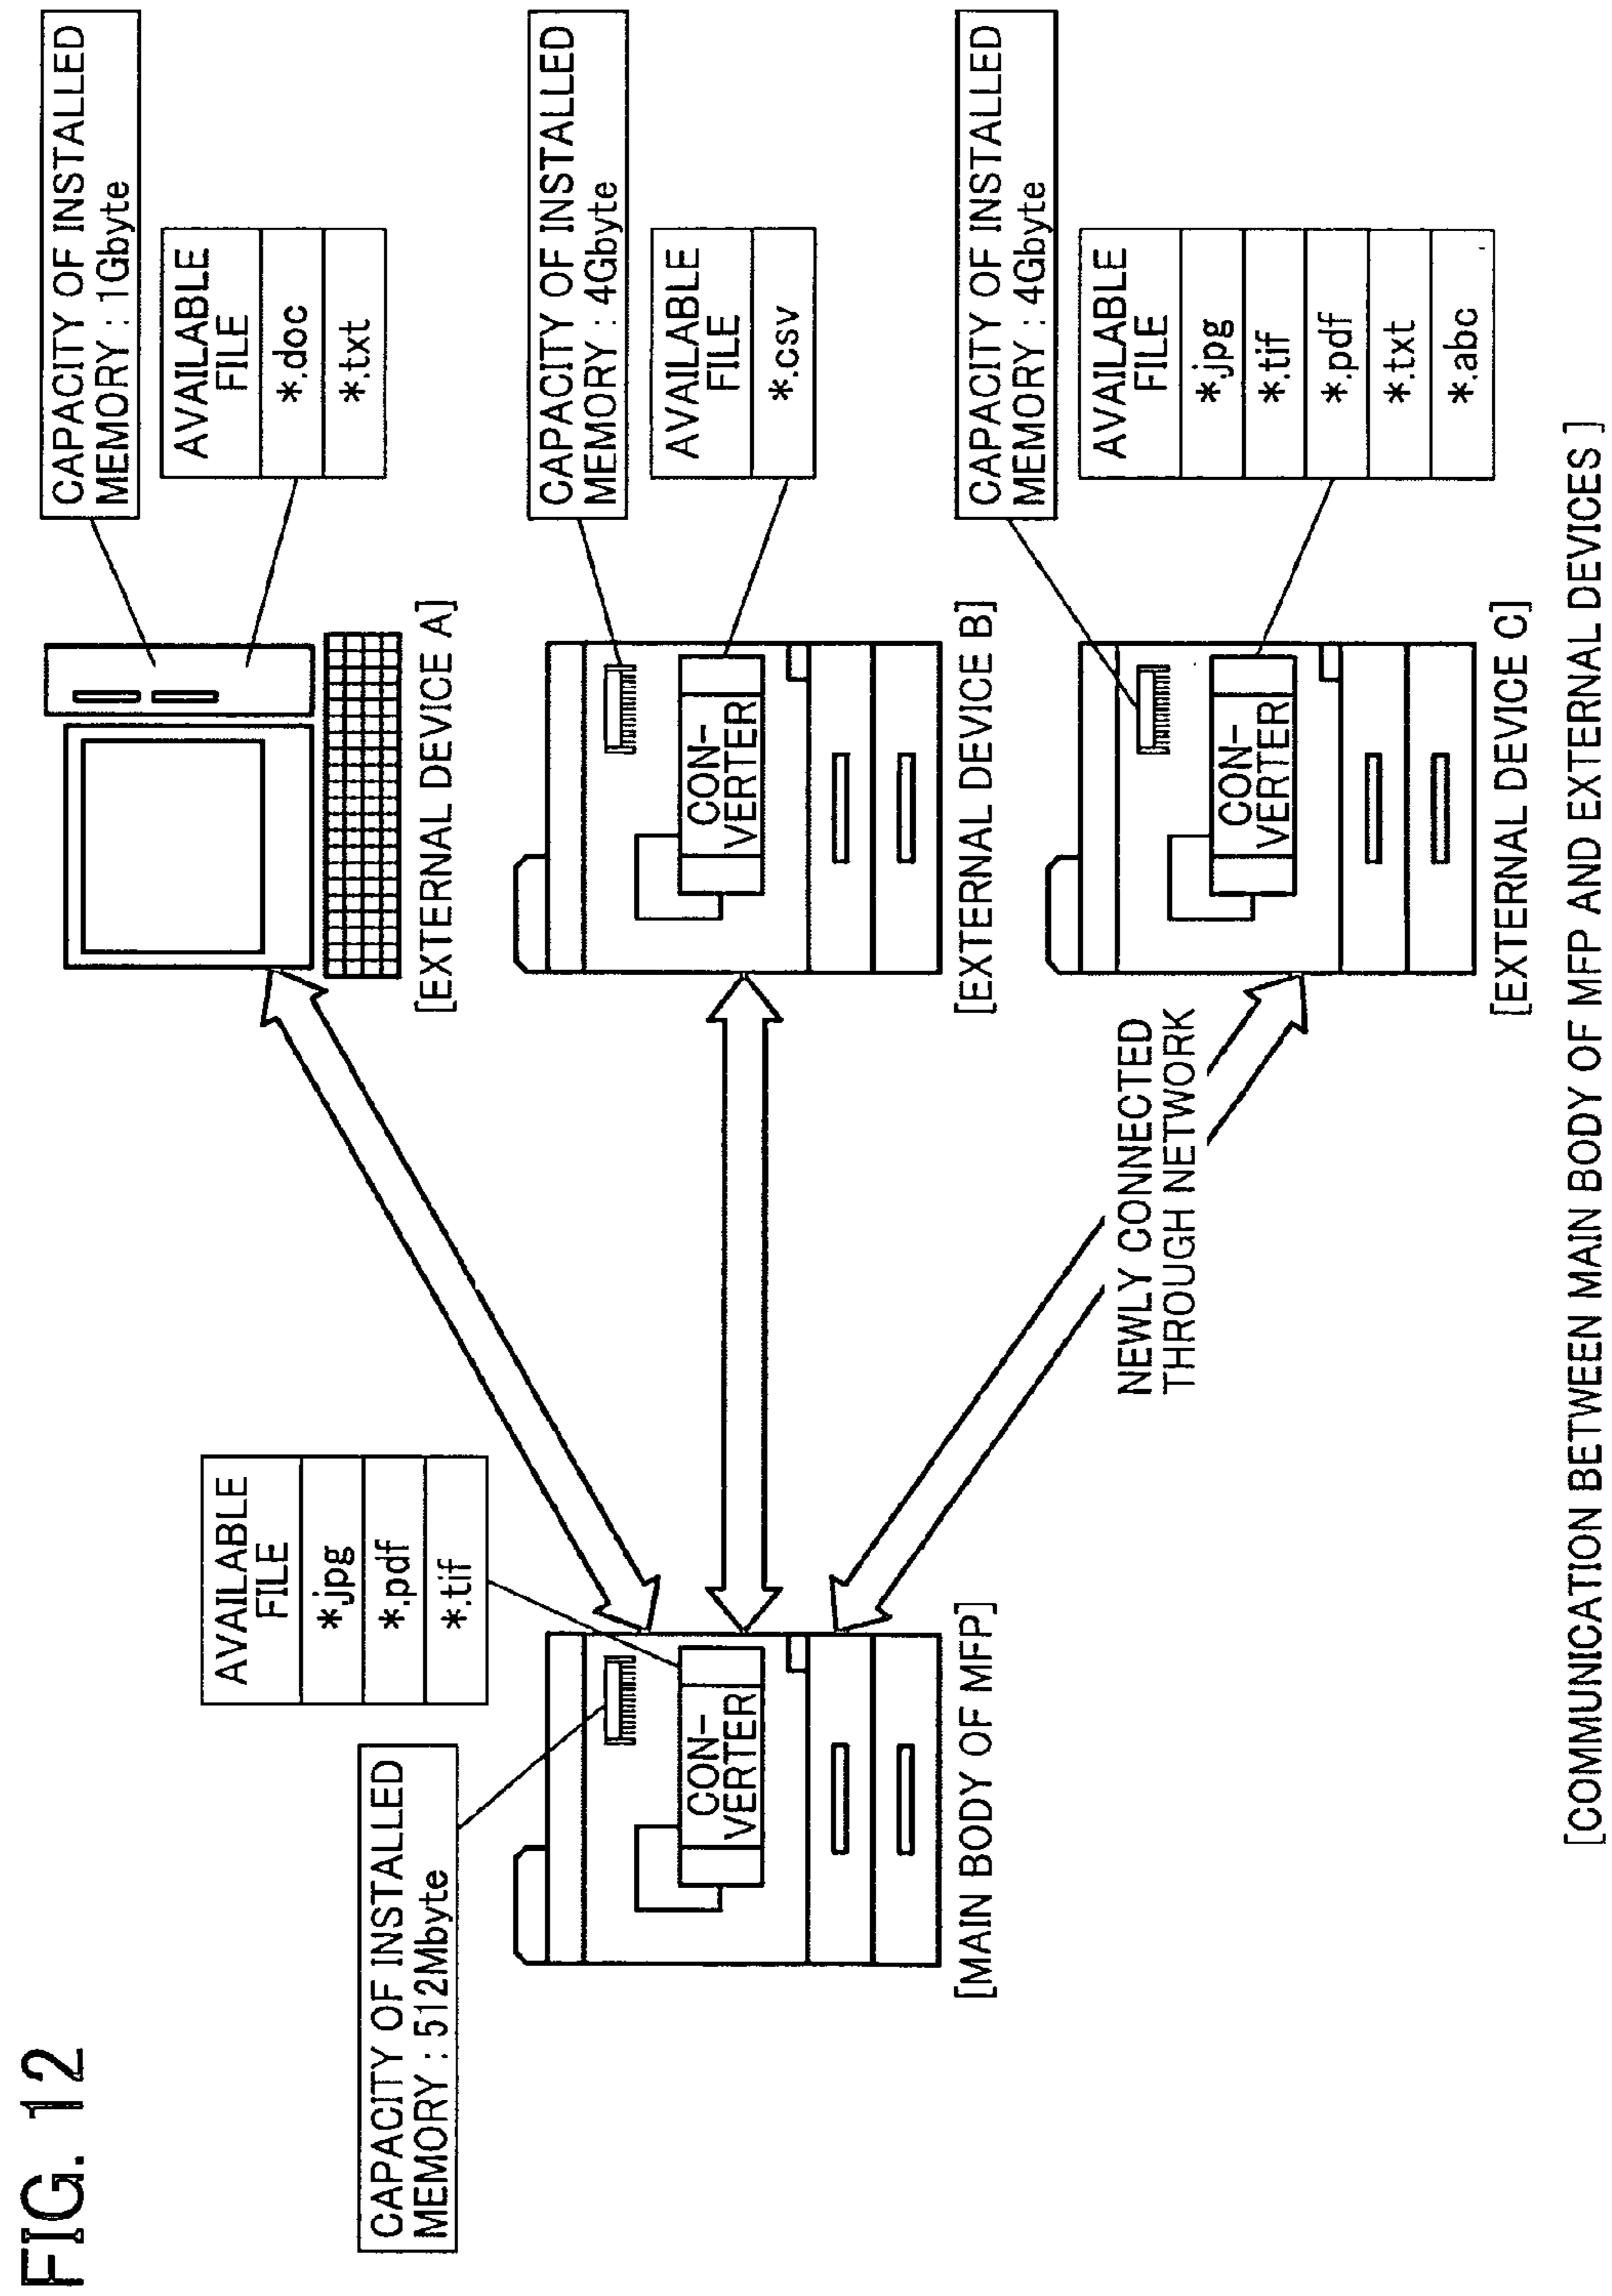 FIG. 12
CAPACITY OF INSTALLED
MEMORY : 512Mbyte
AVAILABLE
FILE
*.jpg
*.pdf
*.tif
CON-
VERTER
[MAIN BODY OF MFP]
CAPACITY OF INSTALLED
MEMORY : 1Gbyte
AVAILABLE
FILE
*.doc
*.txt
[EXTERNAL DEVICE A]
CAPACITY OF INSTALLED
MEMORY : 4Gbyte
AVAILABLE
FILE
*.csv
CON-
VERTER
[EXTERNAL DEVICE B]
NEWLY CONNECTED
THROUGH NETWORK
CAPACITY OF INSTALLED
MEMORY : 4Gbyte
AVAILABLE
FILE
*.jpg
*.tif
*.pdf
*.txt
*.abc
CON-
VERTER
[EXTERNAL DEVICE C]
[COMMUNICATION BETWEEN MAIN BODY OF MFP AND EXTERNAL DEVICES ]